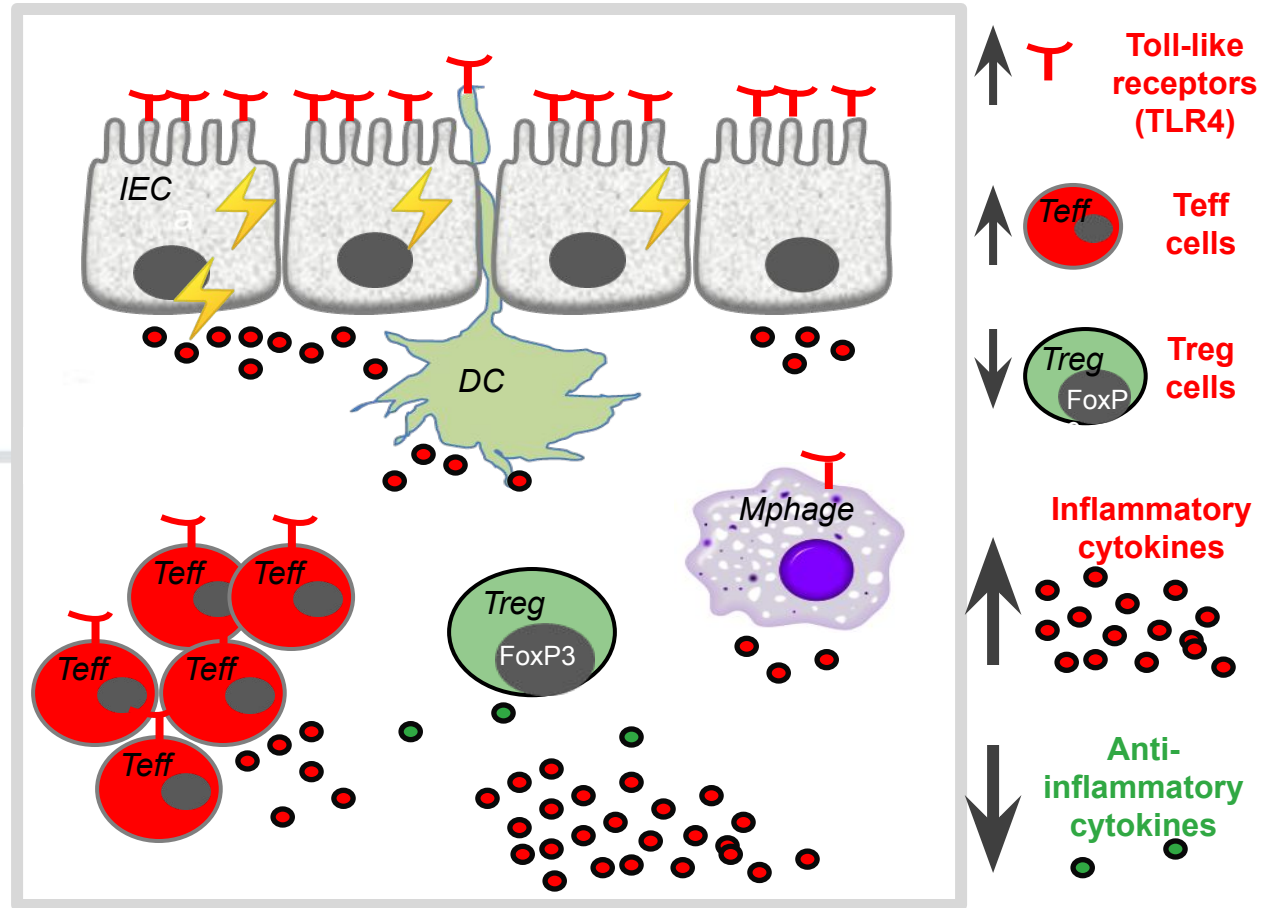 IEC
a
DC
Mphage
Teff
Teff
Teff
Teff
Teff
Treg
FoxP3
Toll-like
receptors
(TLR4)
Teff
Teff
cells
Treg
FoxP
Treg
cells
Inflammatory
cytokines
Anti-
inflammatory
cytokines